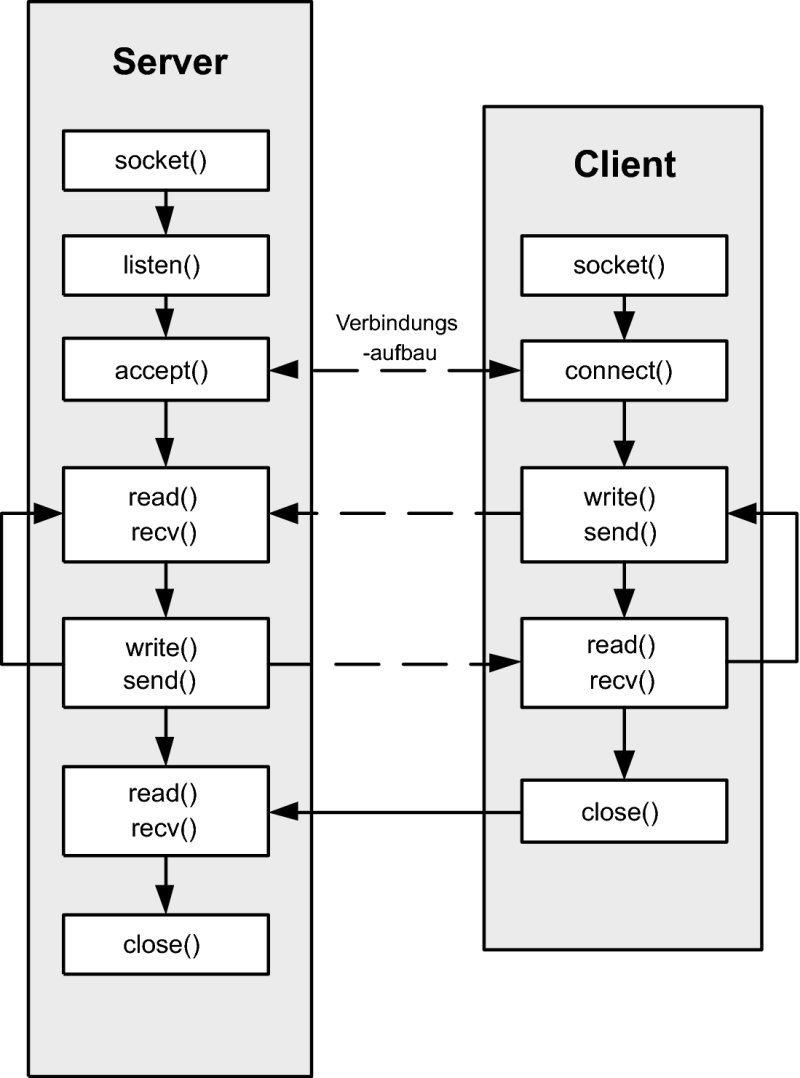 Server
socket()
listen()
accept()
read()
recv()
write()
send()
read()
recv()
close()
Verbindungs
-aufbau
Client
socket()
connect()
write()
send()
read()
recv()
close()